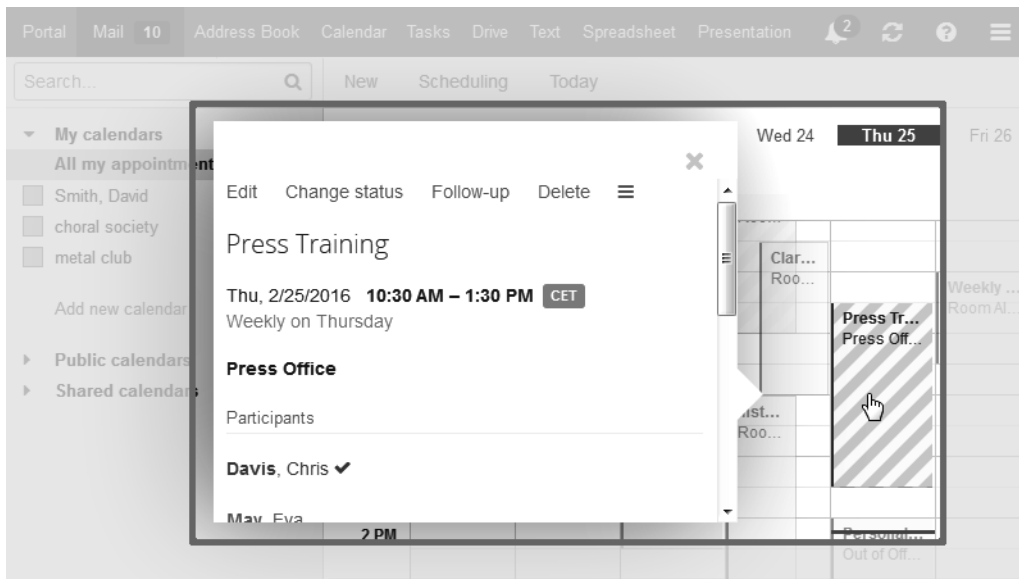 Portal Mail 10 Address Book Calendar Tasks Drive Text Spreadsheet Presentation 2
Search... New Scheduling Today
My calendars
All my appointment
Smith, David
choral society
metal club
Add new calendar
Public calendars
Shared calendars
Wed 24 Thu 25 Fri 26
Edit Change status Follow-up Delete
Press Training
Thu, 2/25/2016 10:30 AM – 1:30 PM CET
Weekly on Thursday
Press Office
Participants
Davis, Chris
May, Eva
2 PM
Clar...
Roo...
Press Tr...
Press Off...
Weekly ...
Room Al...
Roo...
Personal...
Out of Off...